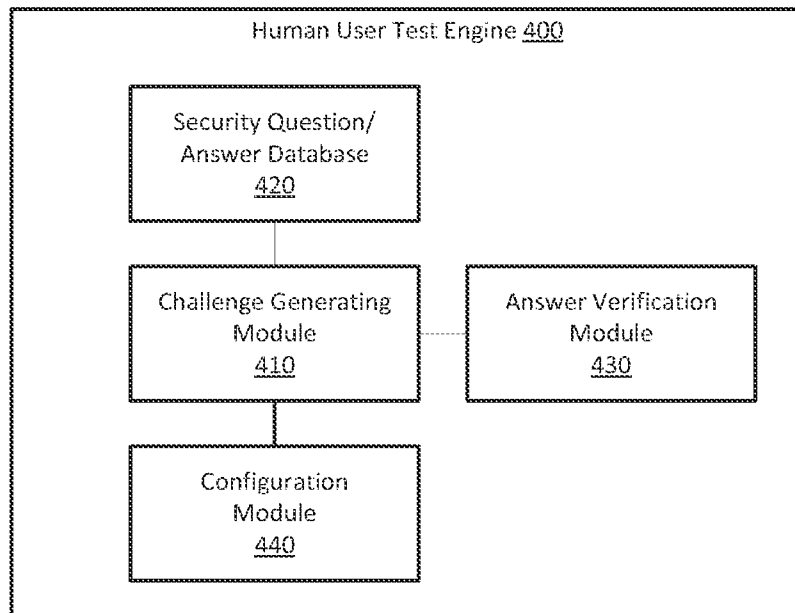 Human User Test Engine 400
Security Question/
Answer Database
420
Challenge Generating
Module
410
Answer Verification
Module
430
Configuration
Module
440